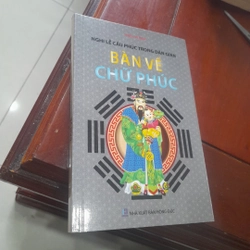 NGHI LỄ CẦU PHÚC TRONG DÂN GIAN
BÀN VỀ
CHỮ PHÚC